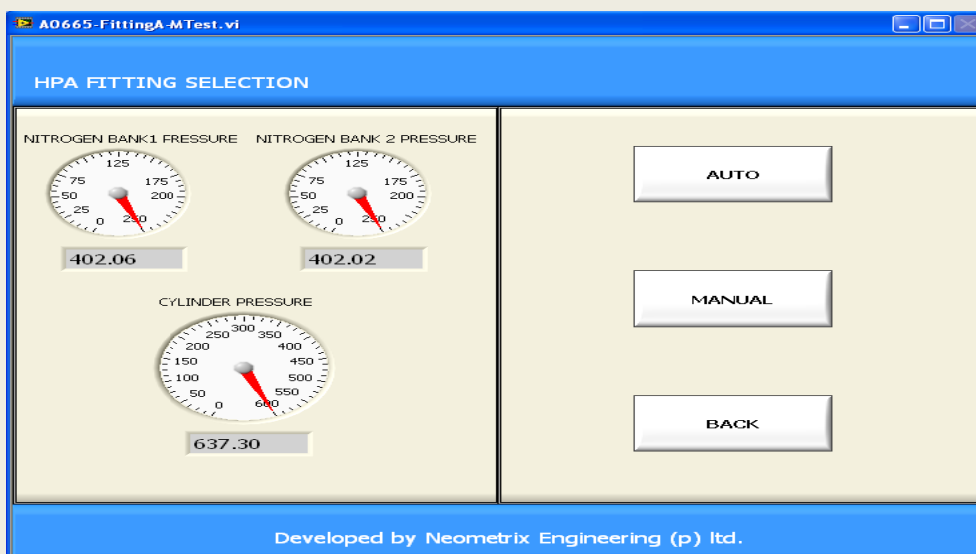 A0665-FittingA-MTest.vi
HPA FITTING SELECTION
NITROGEN BANK1 PRESSURE
0 25 50 75 125 175 200 250
402.06
NITROGEN BANK 2 PRESSURE
0 25 50 75 125 175 200 250
402.02
CYLINDER PRESSURE
0 50 100 150 200 250 300 350 400 450 500 550 600
637.30
AUTO
MANUAL
BACK
Developed by Neometrix Engineering (p) ltd.